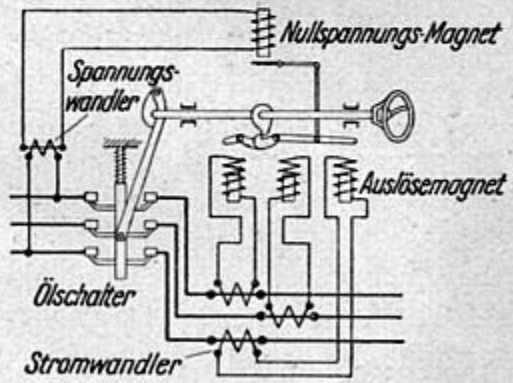 Nullspannungs-Magnet
Spannungs-
wandler
Auslösemagnet
Ölschalter
Stromwandler